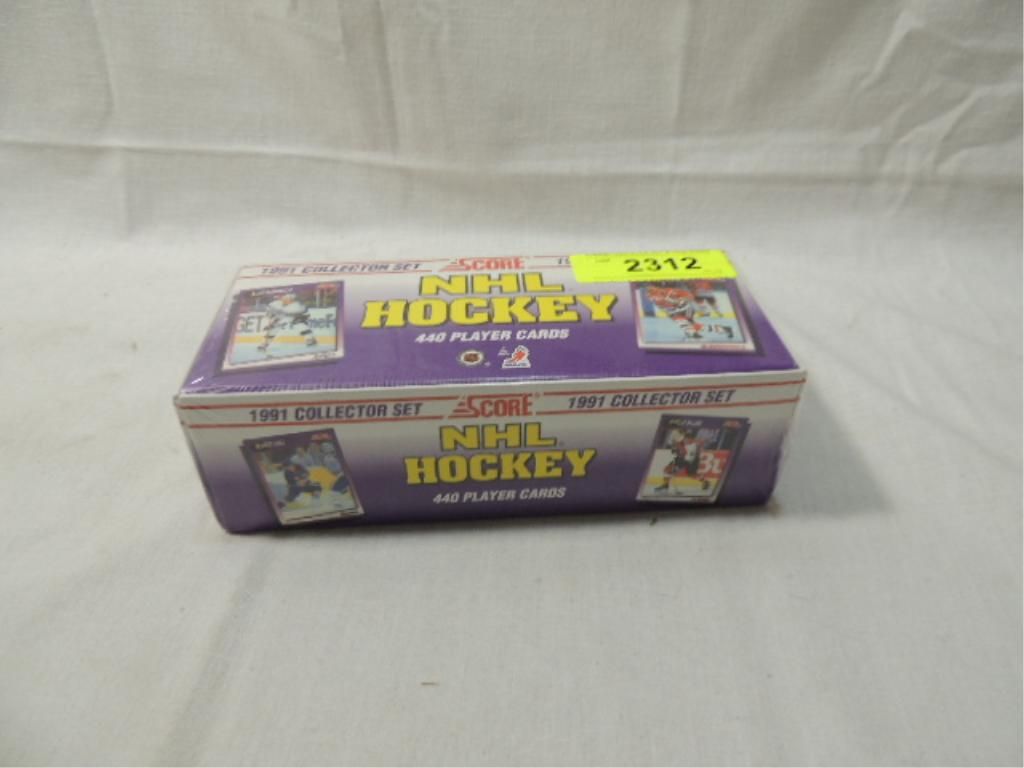 1991 COLLECTOR SET SCORE 2312
NHL
HOCKEY
440 PLAYER CARDS
1991 COLLECTOR SET SCORE 1991 COLLECTOR SET
NHL
HOCKEY
440 PLAYER CARDS